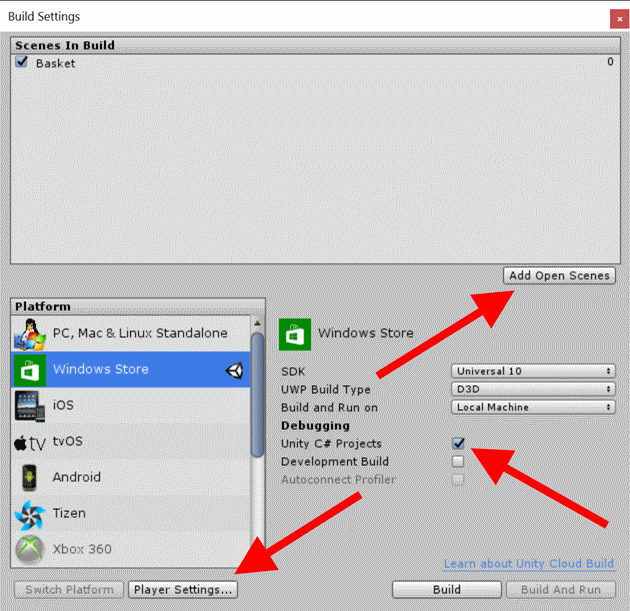 Build Settings
Scenes In Build
Basket 0
Add Open Scenes
Platform
PC, Mac & Linux Standalone
Windows Store
iOS
tv tvOS
Android
Tizen
Xbox 360
Windows Store
SDK Universal 10
UWP Build Type D3D
Build and Run on Local Machine
Debugging
Unity C# Projects
Development Build
Autoconnect Profiler
Learn about Unity Cloud Build
Switch Platform Player Settings... Build Build And Run